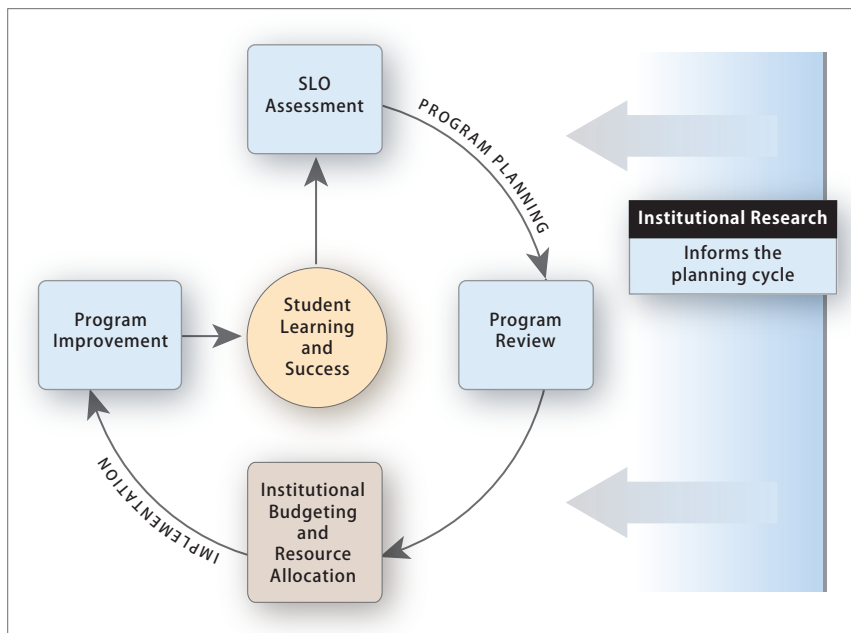 SLO
Assessment
PROGRAM PLANNING
Institutional Research
Informs the
planning cycle
Program
Improvement
Student
Learning
and
Success
Program
Review
IMPLEMENTATION
Institutional
Budgeting
and
Resource
Allocation